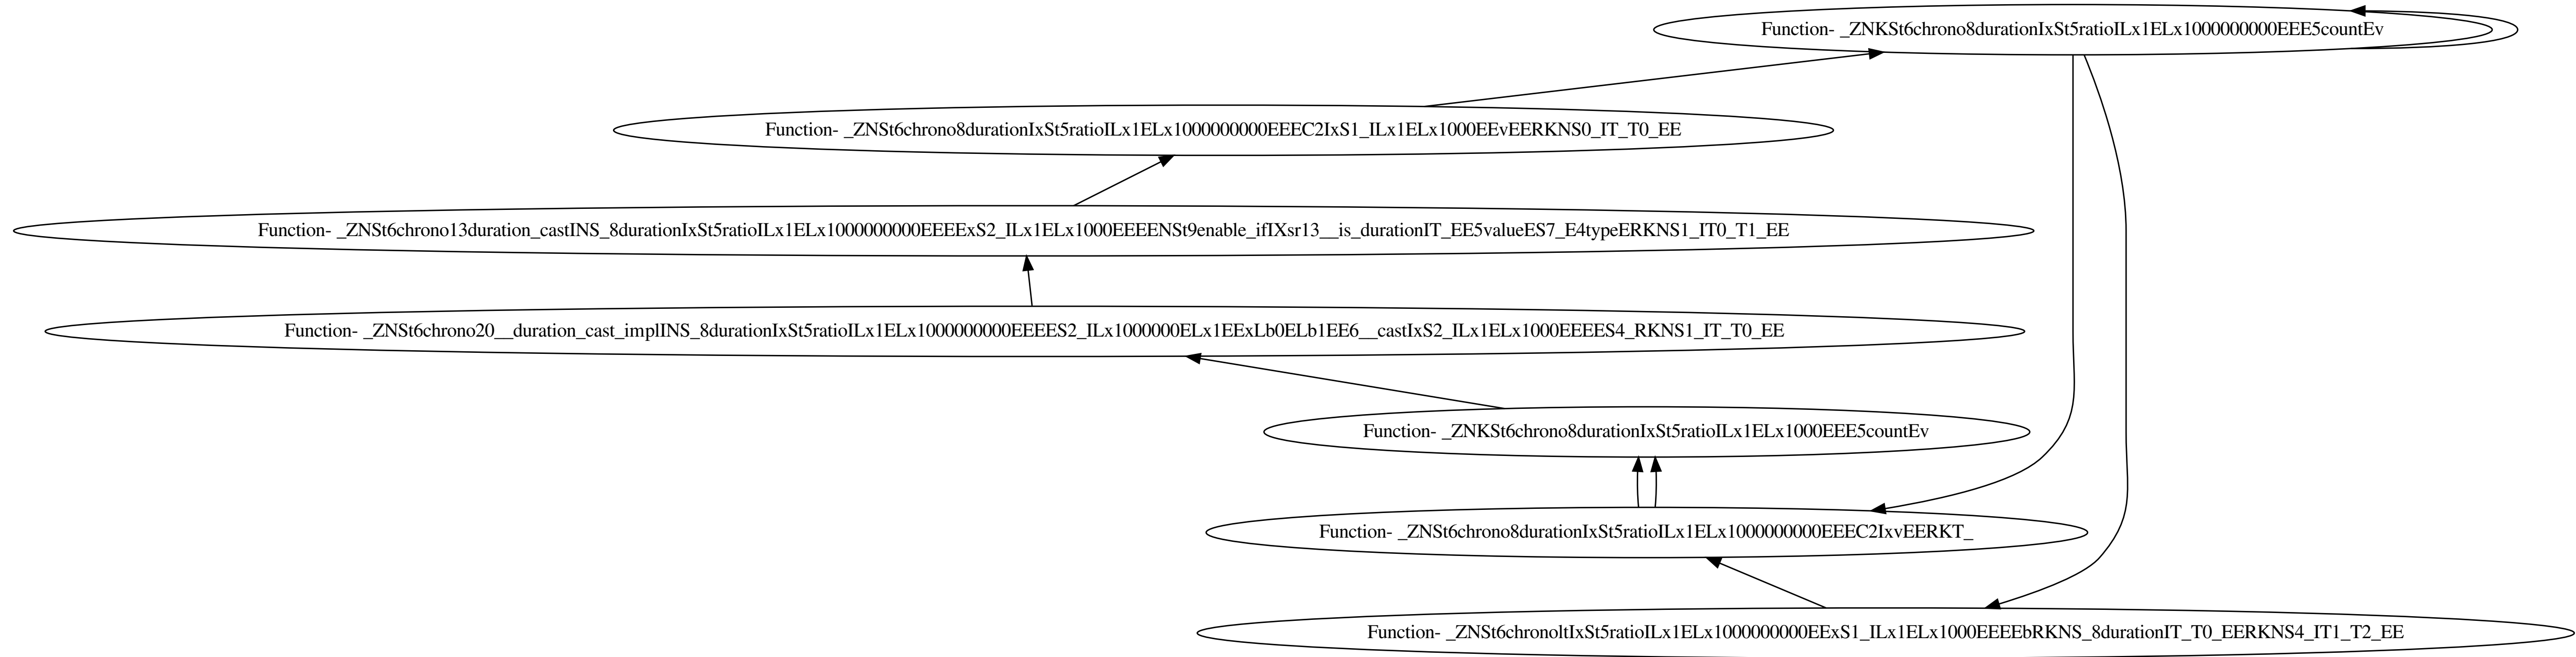 Function- _ZNKSt6chrono8durationIxSt5ratioILx1ELx1000000000EEE5countEv
Function- _ZNSt6chrono8durationIxSt5ratioILx1ELx1000000000EEEC2IxS1_ILx1ELx1000EEvEERKNS0_IT_T0_EE
Function- _ZNSt6chrono13duration_castINS_8durationIxSt5ratioILx1ELx1000000000EEEExS2_ILx1ELx1000EEEENSt9enable_ifIXsr13__is_durationIT_EE5valueES7_E4typeERKNS1_IT0_T1_EE
Function- _ZNSt6chrono20__duration_cast_implINS_8durationIxSt5ratioILx1ELx1000000000EEEES2_ILx1000000ELx1EExLb0ELb1EE6__castIxS2_ILx1ELx1000EEEES4_RKNS1_IT_T0_EE
Function- _ZNKSt6chrono8durationIxSt5ratioILx1ELx1000EEE5countEv
Function- _ZNSt6chrono8durationIxSt5ratioILx1ELx1000000000EEEC2IxvEERKT_
Function- _ZNSt6chronoltIxSt5ratioILx1ELx1000000000EExS1_ILx1ELx1000EEEEbRKNS_8durationIT_T0_EERKNS4_IT1_T2_EE